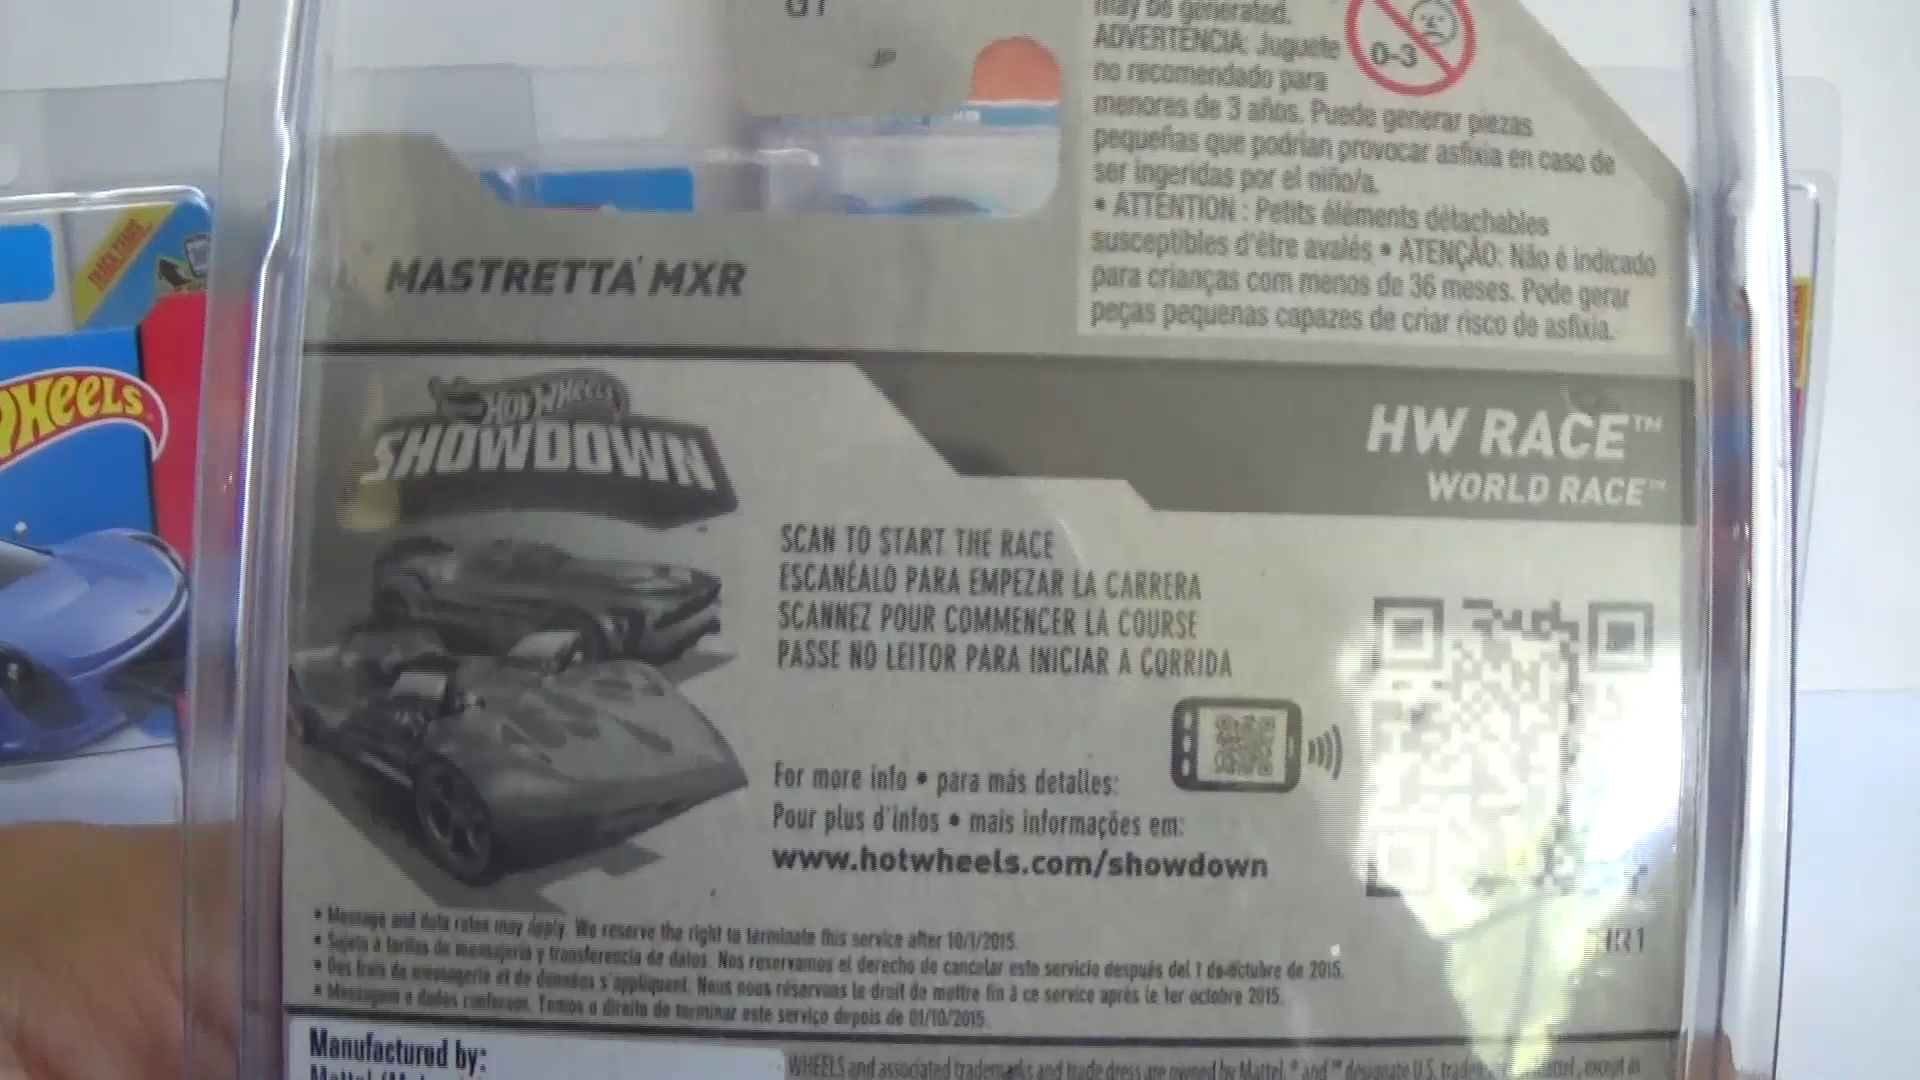 GT
JP
may be generated.
ADVERTENCIA: Juguete
no recomendado para
menores de 3 años. Puede generar piezas
pequeñas que podrían provocar asfixia en caso de
ser ingeridas por el niño/a.
• ATTENTION : Petits éléments détachables
susceptibles d'être avalés • ATENÇÃO: Não é indicado
para crianças com menos de 36 meses. Pode gerar
peças pequenas capazes de criar risco de asfixia.
0-3
MASTRETTA MXR
TRACK STARS
WHEELS
HOT WHEELS
SHOWDOWN
HW RACE™
WORLD RACE™
SCAN TO START THE RACE
ESCANÉALO PARA EMPEZAR LA CARRERA
SCANNEZ POUR COMMENCER LA COURSE
PASSE NO LEITOR PARA INICIAR A CORRIDA
For more info • para más detalles:
Pour plus d'infos • mais informações em:
www.hotwheels.com/showdown
• Message and data rates may apply. We reserve the right to terminate this service after 10/1/2015.
• Sujeto a tarifas de mensajería y transferencia de datos. Nos reservamos el derecho de cancelar este servicio después del 1 de octubre de 2015.
• Des frais de messagerie et de données s'appliquent. Nous nous réservons le droit de mettre fin à ce service après le 1er octobre 2015.
• Mensagem e dados conferem. Temos o direito de terminar este serviço depois de 01/10/2015.
Manufactured by:
WHEELS and associated trademarks and trade dress are owned by Mattel. ® and ™ designate U.S.